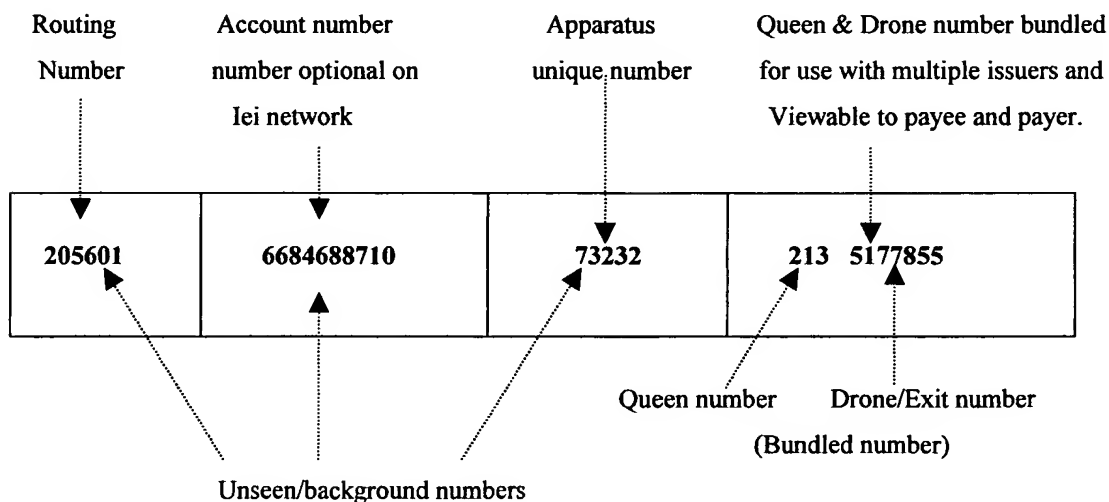 Routing
Number
Account number
number optional on
Iei network
Apparatus
unique number
Queen & Drone number bundled
for use with multiple issuers and
Viewable to payee and payer.
205601
6684688710
73232
213 5177855
Queen number
Drone/Exit number
(Bundled number)
Unseen/background numbers